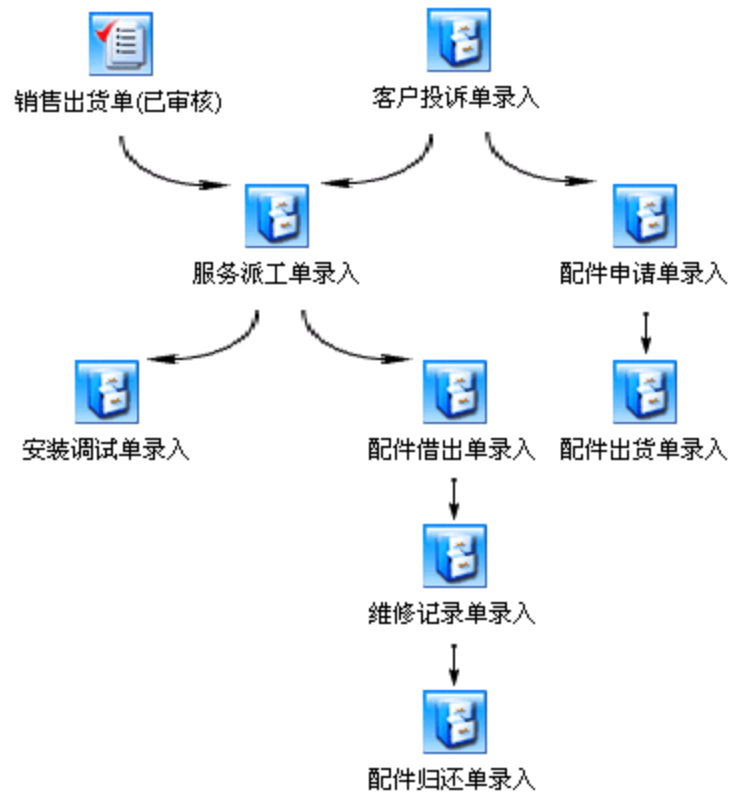 销售出货单(已审核)
客户投诉单录入
服务派工单录入
配件申请单录入
安装调试单录入
配件借出单录入
配件出货单录入
维修记录单录入
配件归还单录入